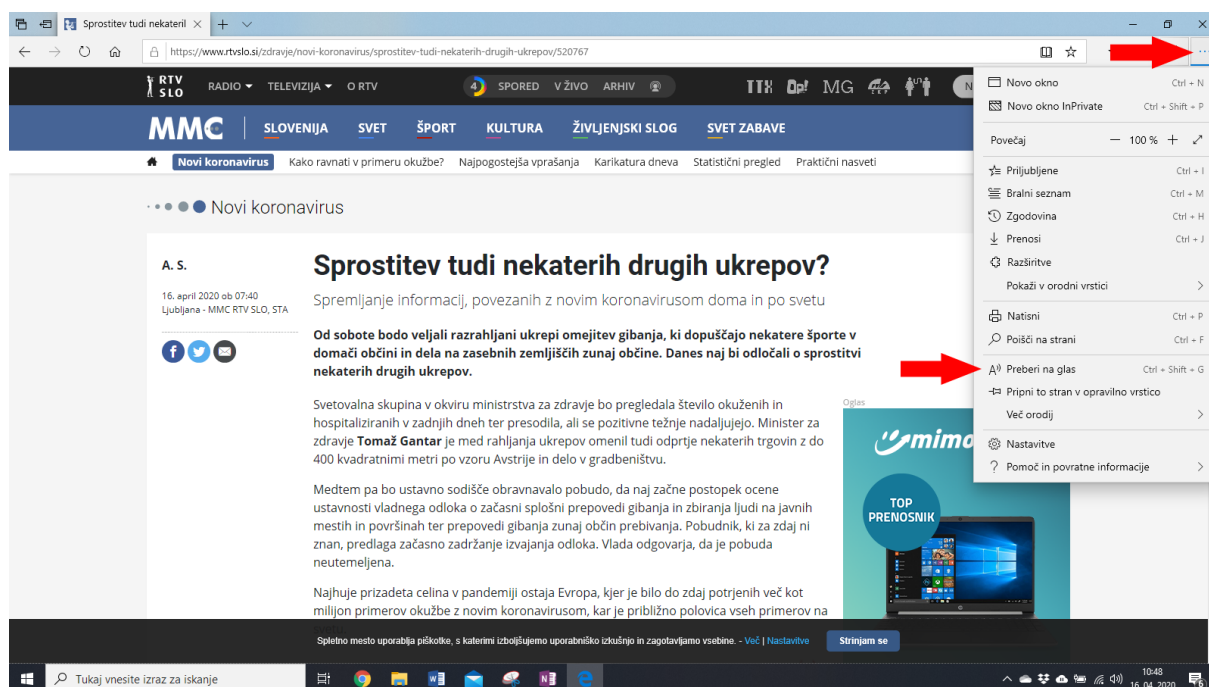 Sprostitev tudi nekateril
https://www.rtvslo.si/zdravje/novi-koronavirus/sprostitev-tudi-nekaterih-drugih-ukrepov/520767
RTV SLO
RADIO TELEVIZIJA O RTV
SPORED V ŽIVO ARHIV
TTX Op! MG
N
MMC
SLOVENIJA SVET ŠPORT KULTURA ŽIVLJENJSKI SLOG SVET ZABAVE
Novi koronavirus Kako ravnati v primeru okužbe? Najpogostejša vprašanja Karikatura dneva Statistični pregled Praktični nasveti
Novi koronavirus
A. S.
16. april 2020 ob 07:40
Ljubljana - MMC RTV SLO, STA
Sprostitev tudi nekaterih drugih ukrepov?
Spremljanje informacij, povezanih z novim koronavirusom doma in po svetu
Od sobote bodo veljali razrahljani ukrepi omejitev gibanja, ki dopuščajo nekatere športe v
domači občini in dela na zasebnih zemljiščih zunaj občine. Danes naj bi odločali o sprostitvi
nekaterih drugih ukrepov.
Svetovalna skupina v okviru ministrstva za zdravje bo pregledala število okuženih in
hospitaliziranih v zadnjih dneh ter presodila, ali se pozitivne težnje nadaljujejo. Minister za
zdravje Tomaž Gantar je med rahljanja ukrepov omenil tudi odprtje nekaterih trgovin z do
400 kvadratnimi metri po vzoru Avstrije in delo v gradbeništvu.
Medtem pa bo ustavno sodišče obravnavalo pobudo, da naj začne postopek ocene
ustavnosti vladnega odloka o začasni splošni prepovedi gibanja in zbiranja ljudi na javnih
mestih in površinah ter prepovedi gibanja zunaj občin prebivanja. Pobudnik, ki za zdaj ni
znan, predlaga začasno zadržanje izvajanja odloka. Vlada odgovarja, da je pobuda
neutemeljena.
Najhuje prizadeta celina v pandemiji ostaja Evropa, kjer je bilo do zdaj potrjenih več kot
milijon primerov okužbe z novim koronavirusom, kar je približno polovica vseh primerov na
Oglas
mimo
TOP
PRENOSNIK
Novo okno Ctrl + N
Novo okno InPrivate Ctrl + Shift + P
Povečaj — 100 % +
Priljubljene Ctrl + I
Bralni seznam Ctrl + M
Zgodovina Ctrl + H
Prenosi Ctrl + J
Razširitve
Pokaži v orodni vrstici
Natisni Ctrl + P
Poišči na strani Ctrl + F
Preberi na glas Ctrl + Shift + G
Pripni to stran v opravilno vrstico
Več orodij
Nastavitve
Pomoč in povratne informacije
Spletno mesto uporablja piškotke, s katerimi izboljšujemo uporabniško izkušnjo in zagotavljamo vsebine. - Več | Nastavitve
Strinjam se
Tukaj vnesite izraz za iskanje
10:48
16. 04. 2020